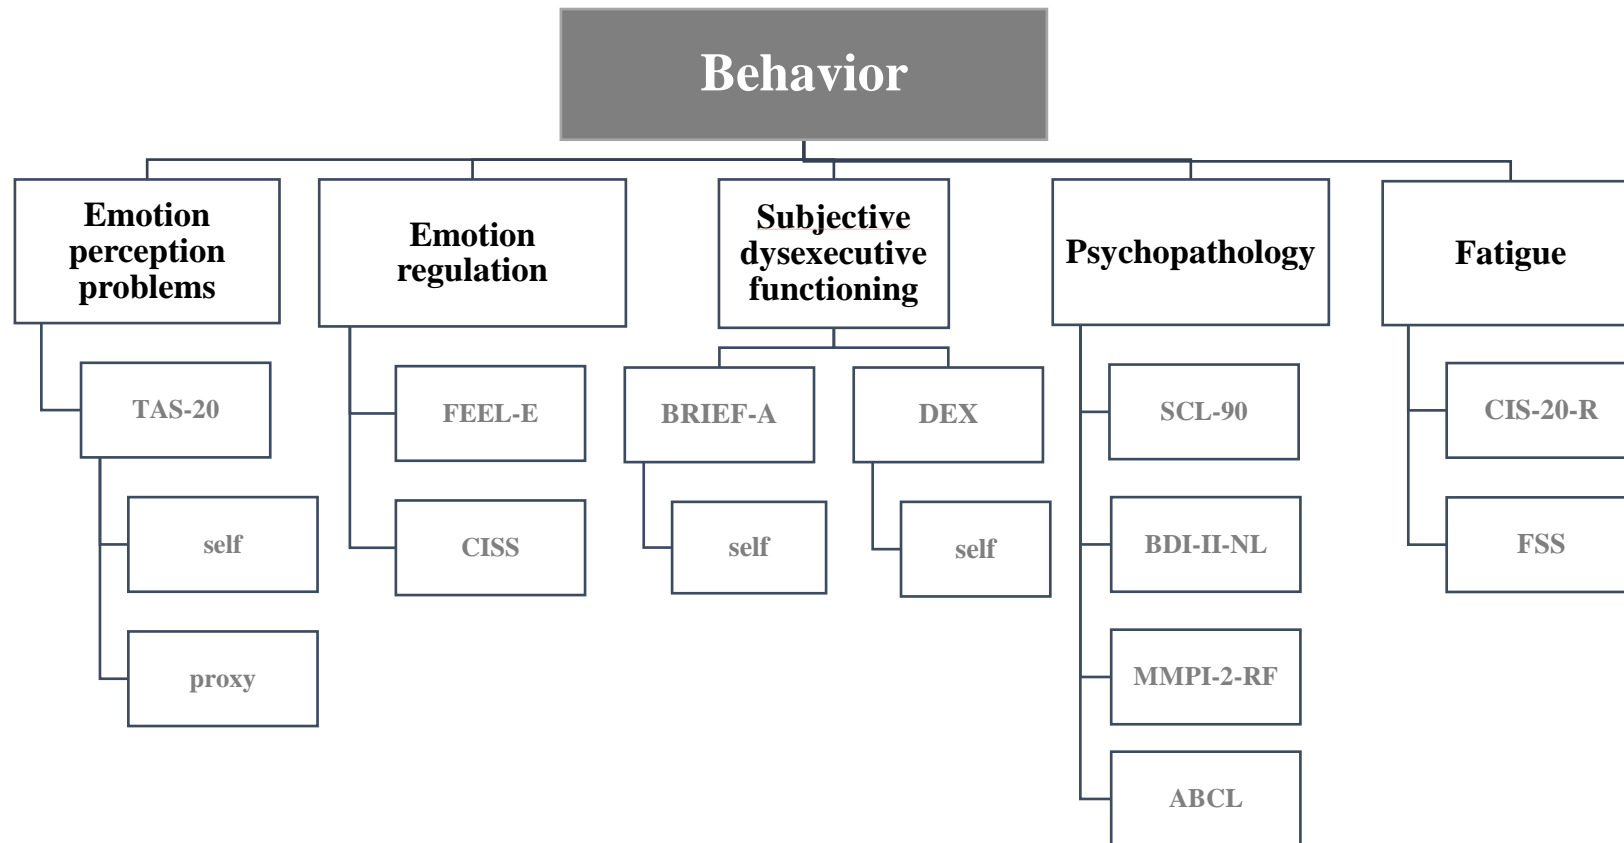 Behavior
Emotion
perception
problems
Emotion
regulation
Subjective
dysexecutive
functioning
Psychopathology
Fatigue
TAS-20
FEEL-E
BRIEF-A
DEX
SCL-90
CIS-20-R
self
CISS
self
self
BDI-II-NL
FSS
proxy
MMPI-2-RF
ABCL